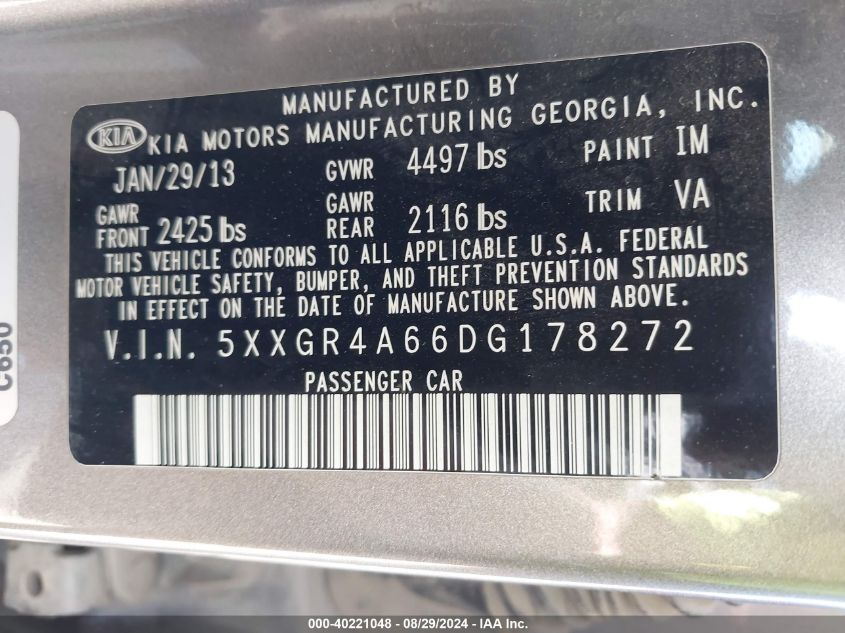 MANUFACTURED BY
KIA KIA MOTORS MANUFACTURING GEORGIA, INC.
JAN/29/13 GVWR 4497 lbs PAINT IM
GAWR FRONT 2425 lbs GAWR REAR 2116 lbs TRIM VA
THIS VEHICLE CONFORMS TO ALL APPLICABLE U.S.A. FEDERAL
MOTOR VEHICLE SAFETY, BUMPER, AND THEFT PREVENTION STANDARDS
IN EFFECT ON THE DATE OF MANUFACTURE SHOWN ABOVE.
V.I.N. 5XXGR4A66DG178272
PASSENGER CAR
000-40221048 - 08/29/2024 - IAA Inc.